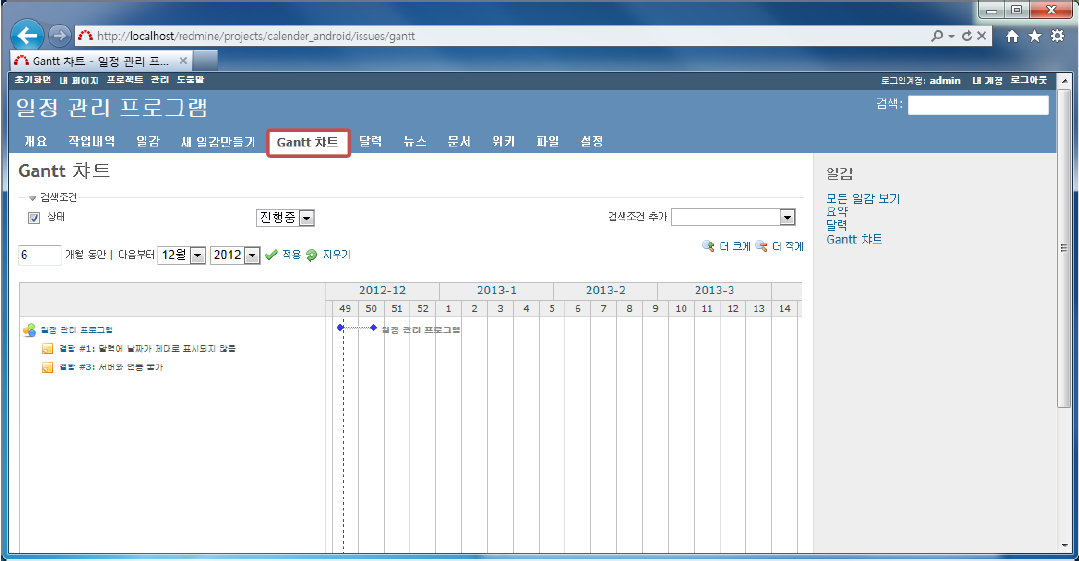 http://localhost/redmine/projects/calender_android/issues/gantt
Gantt 챠트 - 일정 관리 프...
초기화면 내 페이지 프로젝트 관리 도움말
로그인계정: admin 내 계정 로그아웃
일정 관리 프로그램
검색:
개요 작업내역 일감 새 일감만들기 Gantt 챠트 달력 뉴스 문서 위키 파일 설정
Gantt 챠트
검색조건
상태 진행중 검색조건 추가
6 개월 동안 | 다음부터 12월 2012 적용 지우기
더 크게 더 작게
2012-12 2013-1 2013-2 2013-3
49 50 51 52 1 2 3 4 5 6 7 8 9 10 11 12 13 14
일정 관리 프로그램
일정 관리 프로그램
결함 #1: 달력에 날짜가 제대로 표시되지 않음
결함 #3: 서버와 연동 불가
일감
모든 일감 보기
요약
달력
Gantt 챠트